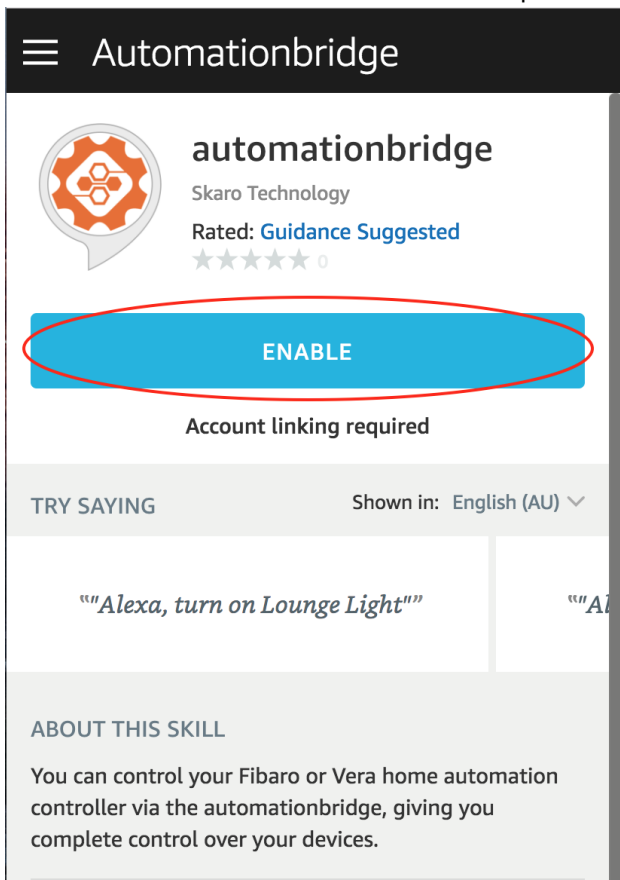 Automationbridge
automationbridge
Skaro Technology
Rated: Guidance Suggested
0
ENABLE
Account linking required
TRY SAYING
Shown in: English (AU)
“"Alexa, turn on Lounge Light"”
ABOUT THIS SKILL
You can control your Fibaro or Vera home automation
controller via the automationbridge, giving you
complete control over your devices.